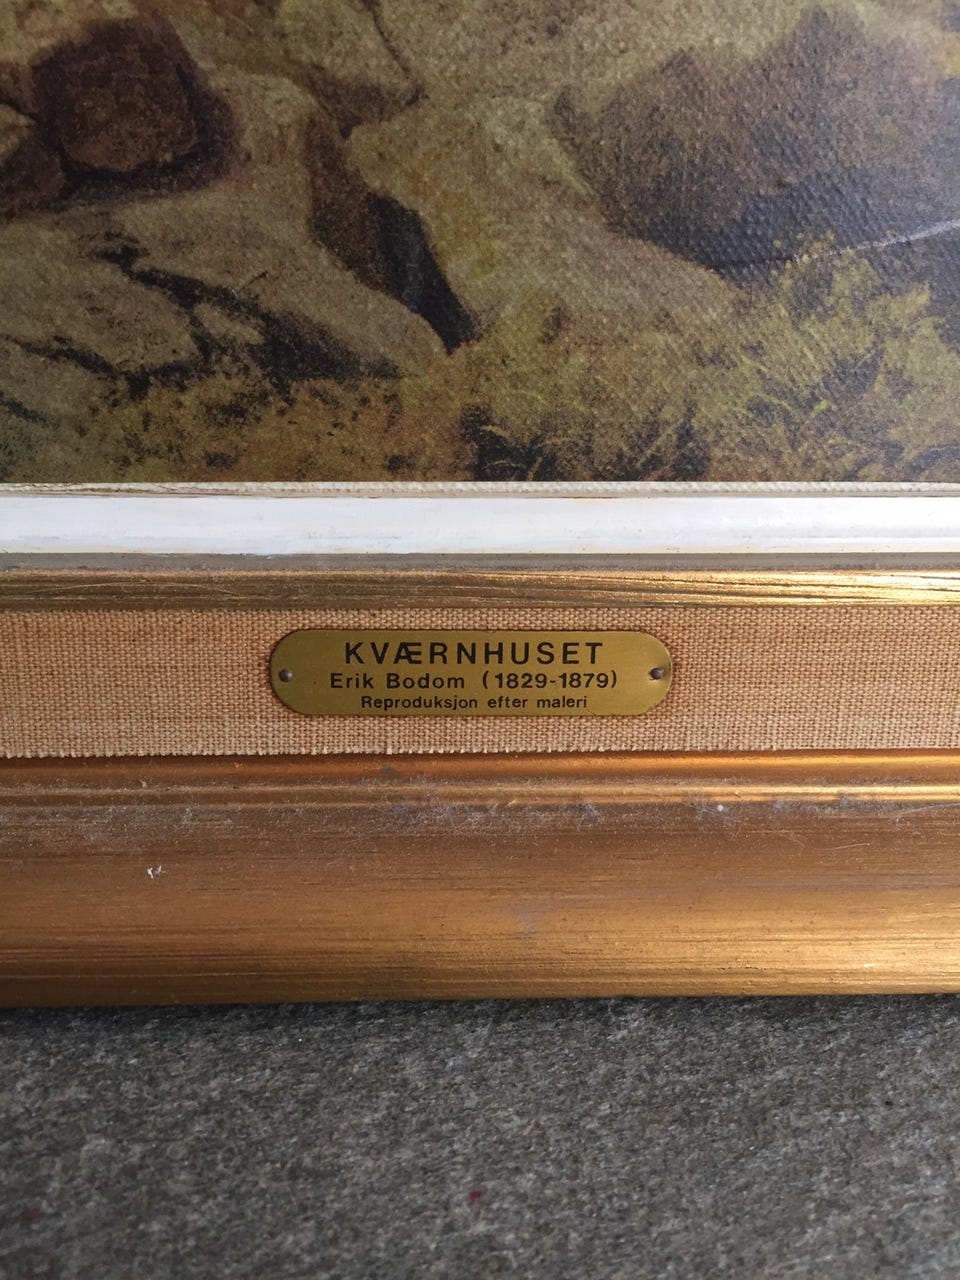 KVÆRNHUSET
Erik Bodom (1829-1879)
Reproduksjon efter maleri